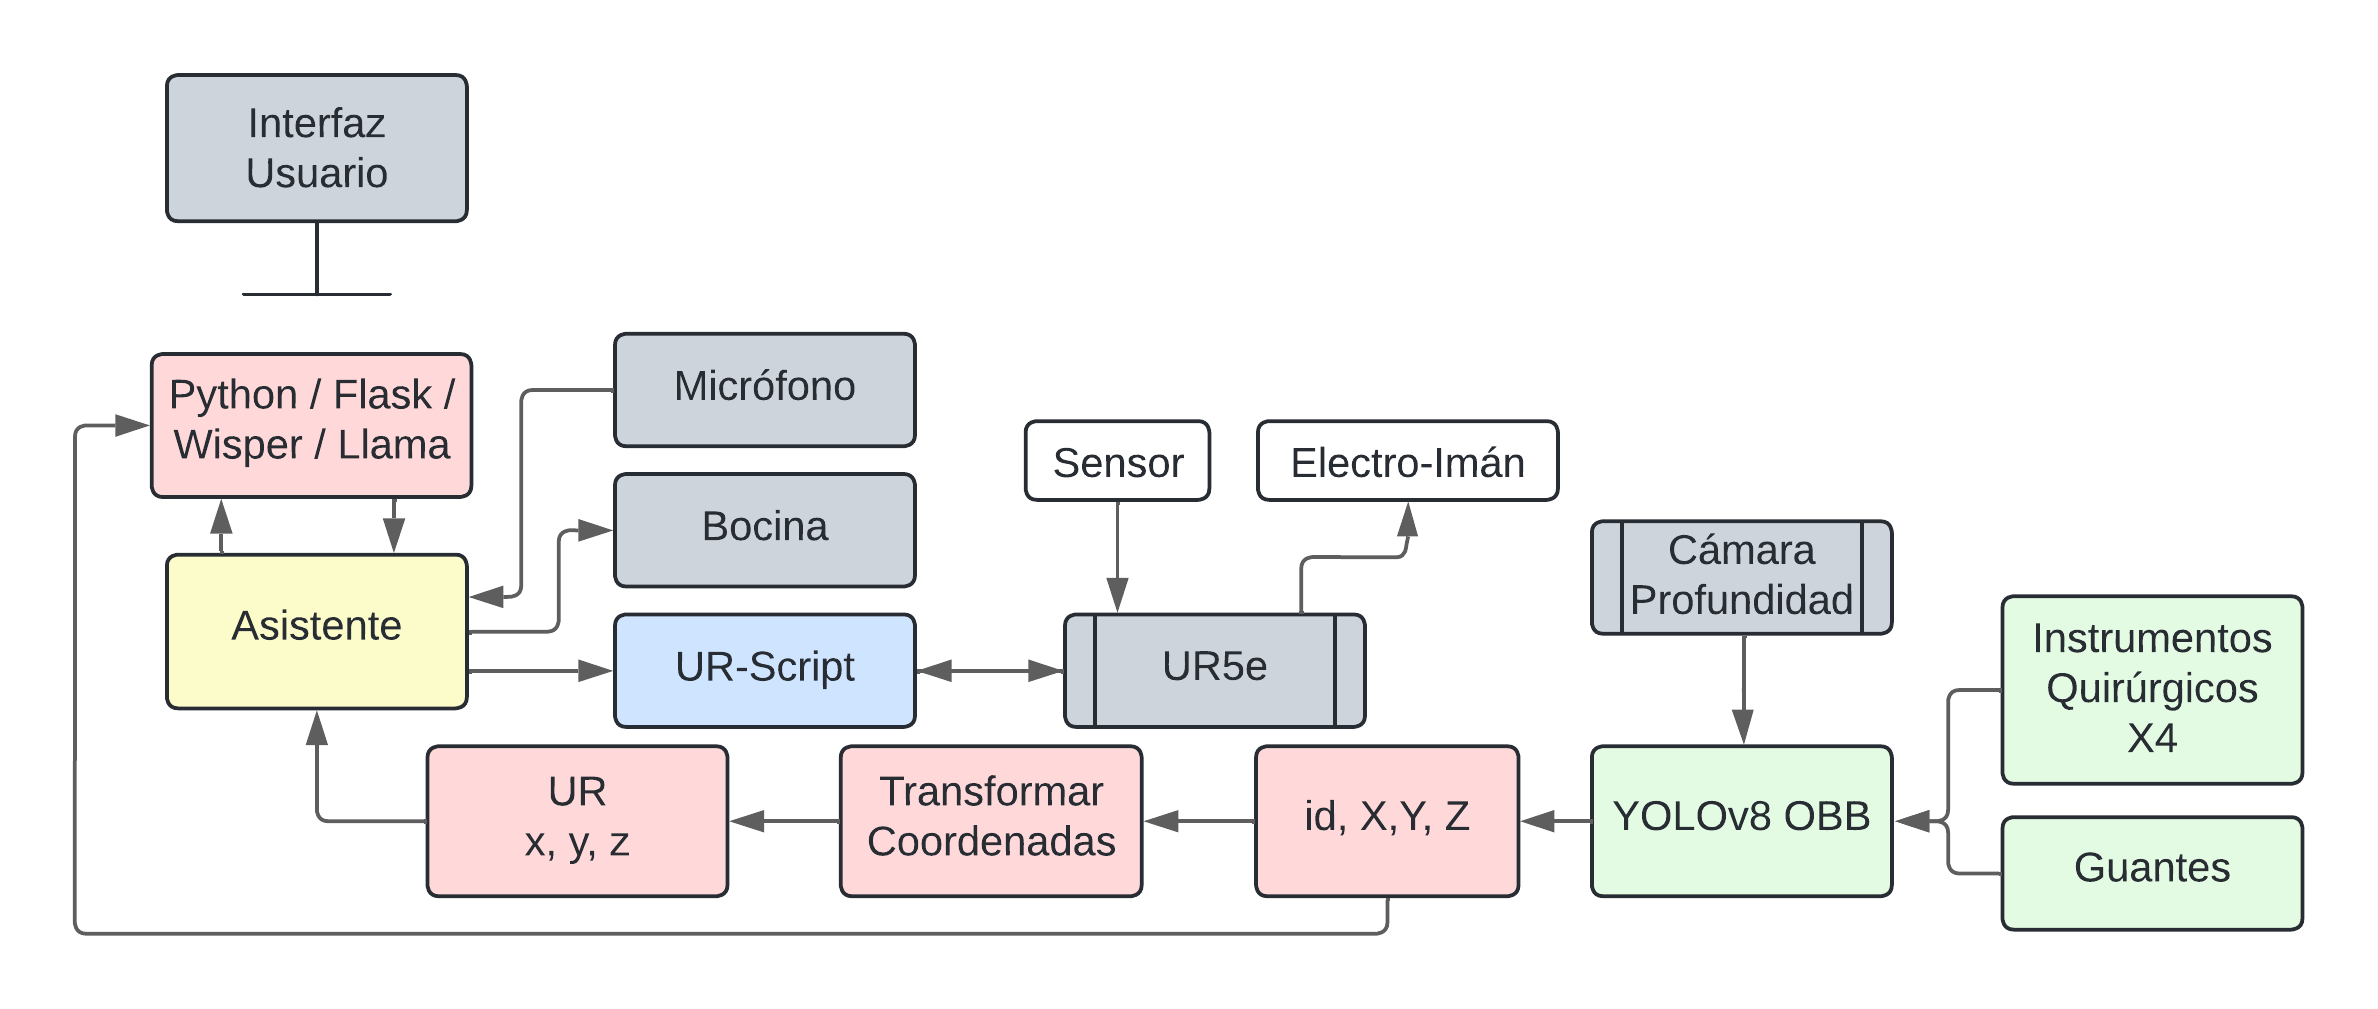 Interfaz
Usuario
Python / Flask /
Wisper / Llama
Micrófono
Bocina
Asistente
UR-Script
Sensor
Electro-Imán
UR5e
Cámara
Profundidad
Instrumentos
Quirúrgicos
X4
UR
x, y, z
Transformar
Coordenadas
id, X,Y, Z
YOLOv8 OBB
Guantes